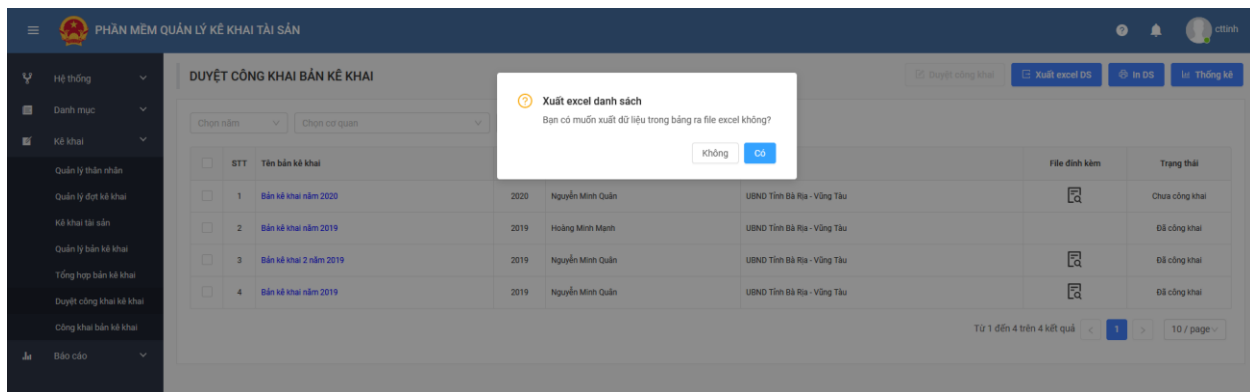 PHẦN MỀM QUẢN LÝ KÊ KHAI TÀI SẢN
cttinh
Hệ thống
Danh mục
Kê khai
Quản lý thân nhân
Quản lý đợt kê khai
Kê khai tài sản
Quản lý bản kê khai
Tổng hợp bản kê khai
Duyệt công khai kê khai
Công khai bản kê khai
Báo cáo
DUYỆT CÔNG KHAI BẢN KÊ KHAI
Duyệt công khai
Xuất excel DS
In DS
Thống kê
Chọn năm
Chọn cơ quan
Xuất excel danh sách
Bạn có muốn xuất dữ liệu trong bảng ra file excel không?
Không
Có
STT Tên bản kê khai File đính kèm Trạng thái
1 Bản kê khai năm 2020 2020 Nguyễn Minh Quân UBND Tỉnh Bà Rịa - Vũng Tàu Chưa công khai
2 Bản kê khai năm 2019 2019 Hoàng Minh Mạnh UBND Tỉnh Bà Rịa - Vũng Tàu Đã công khai
3 Bản kê khai 2 năm 2019 2019 Nguyễn Minh Quân UBND Tỉnh Bà Rịa - Vũng Tàu Đã công khai
4 Bản kê khai năm 2019 2019 Nguyễn Minh Quân UBND Tỉnh Bà Rịa - Vũng Tàu Đã công khai
Từ 1 đến 4 trên 4 kết quả < 1 > 10 / page